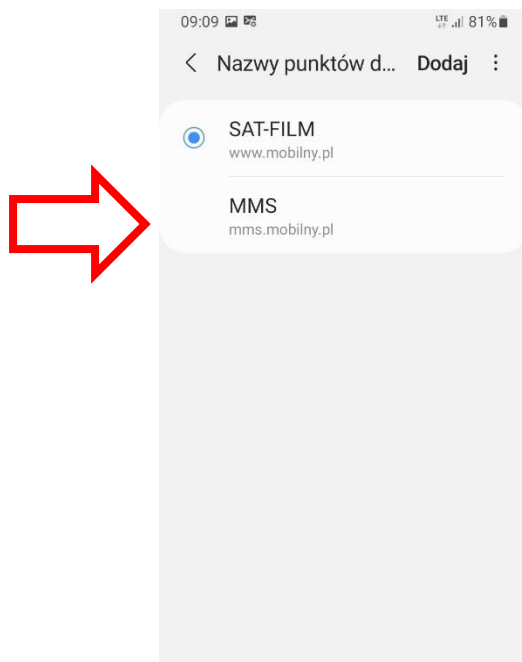 09:09 LTE 81%
Nazwy punktów d... Dodaj
SAT-FILM
www.mobilny.pl
MMS
mms.mobilny.pl